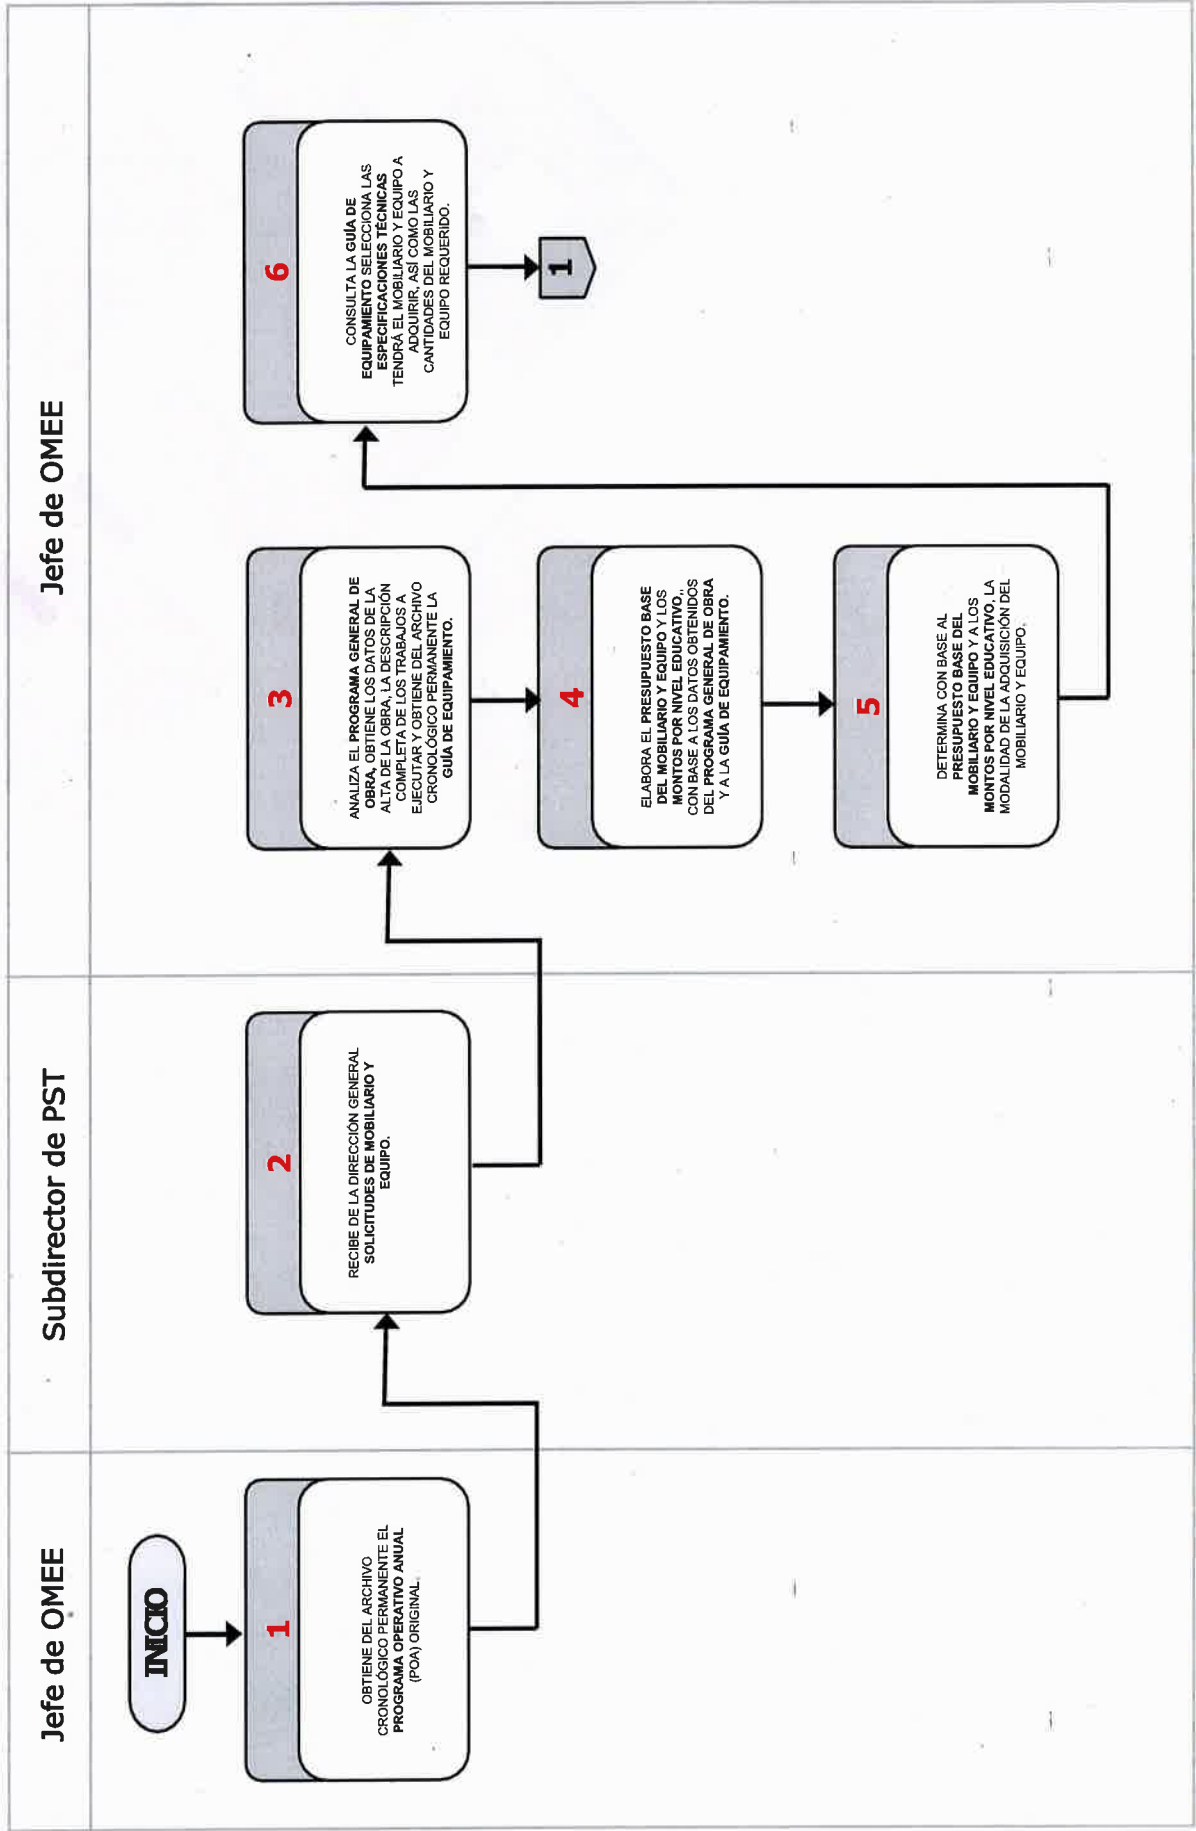 Jefe de OMEE
Subdirector de PST
Jefe de OMEE
INICIO
1
OBTIENE DEL ARCHIVO
CRONOLÓGICO PERMANENTE EL
PROGRAMA OPERATIVO ANUAL
(POA) ORIGINAL.
2
RECIBE DE LA DIRECCIÓN GENERAL
SOLICITUDES DE MOBILIARIO Y
EQUIPO.
3
ANALIZA EL PROGRAMA GENERAL DE
OBRA, OBTIENE LOS DATOS DE LA
ALTA DE LA OBRA, LA DESCRIPCIÓN
COMPLETA DE LOS TRABAJOS A
EJECUTAR Y OBTIENE DEL ARCHIVO
CRONOLÓGICO PERMANENTE LA
GUÍA DE EQUIPAMIENTO.
4
ELABORA EL PRESUPUESTO BASE
DEL MOBILIARIO Y EQUIPO Y LOS
MONTOS POR NIVEL EDUCATIVO,,
CON BASE A LOS DATOS OBTENIDOS
DEL PROGRAMA GENERAL DE OBRA
Y A LA GUÍA DE EQUIPAMIENTO.
5
DETERMINA CON BASE AL
PRESUPUESTO BASE DEL
MOBILIARIO Y EQUIPO Y A LOS
MONTOS POR NIVEL EDUCATIVO, LA
MODALIDAD DE LA ADQUISICIÓN DEL
MOBILIARIO Y EQUIPO.
6
CONSULTA LA GUÍA DE
EQUIPAMIENTO SELECCIONA LAS
ESPECIFICACIONES TÉCNICAS
TENDRÁ EL MOBILIARIO Y EQUIPO A
ADQUIRIR, ASÍ COMO LAS
CANTIDADES DEL MOBILIARIO Y
EQUIPO REQUERIDO.
1